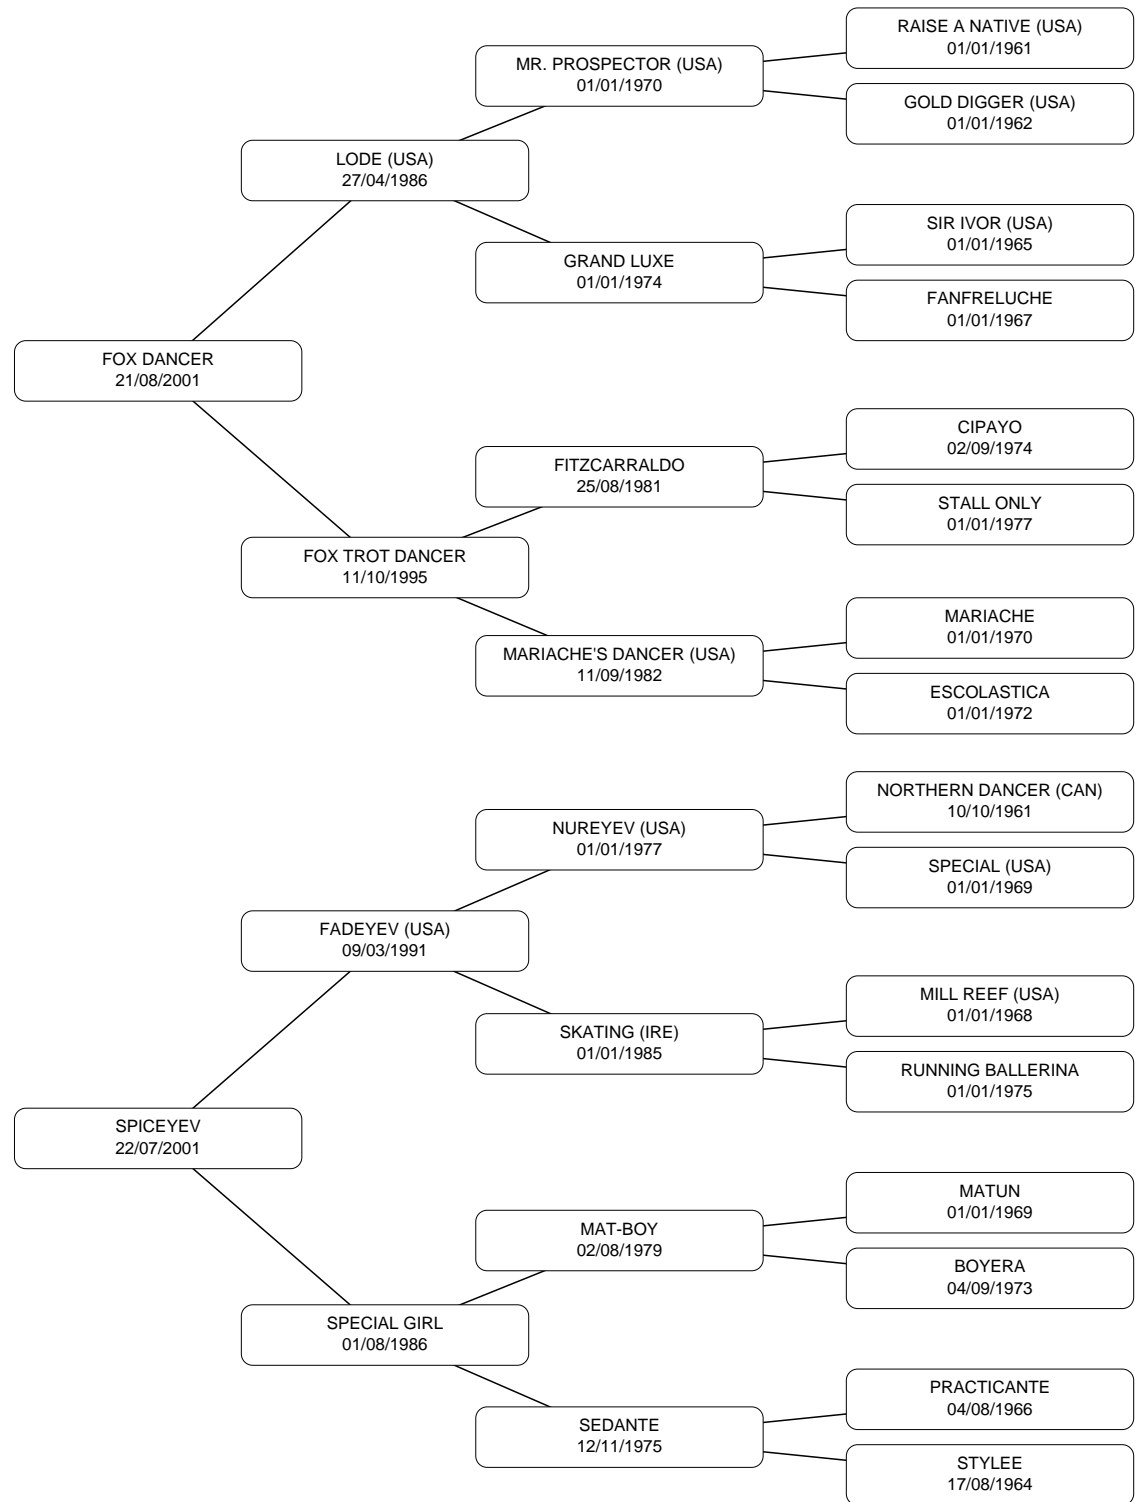 RAISE A NATIVE (USA)
01/01/1961
MR. PROSPECTOR (USA)
01/01/1970
GOLD DIGGER (USA)
01/01/1962
LODE (USA)
27/04/1986
SIR IVOR (USA)
01/01/1965
GRAND LUXE
01/01/1974
FANFRELUCHE
01/01/1967
FOX DANCER
21/08/2001
CIPAYO
02/09/1974
FITZCARRALDO
25/08/1981
STALL ONLY
01/01/1977
FOX TROT DANCER
11/10/1995
MARIACHE
01/01/1970
MARIACHE'S DANCER (USA)
11/09/1982
ESCOLASTICA
01/01/1972
NORTHERN DANCER (CAN)
10/10/1961
NUREYEV (USA)
01/01/1977
SPECIAL (USA)
01/01/1969
FADEYEV (USA)
09/03/1991
MILL REEF (USA)
01/01/1968
SKATING (IRE)
01/01/1985
RUNNING BALLERINA
01/01/1975
SPICEYEV
22/07/2001
MATUN
01/01/1969
MAT-BOY
02/08/1979
BOYERA
04/09/1973
SPECIAL GIRL
01/08/1986
PRACTICANTE
04/08/1966
SEDANTE
12/11/1975
STYLEE
17/08/1964